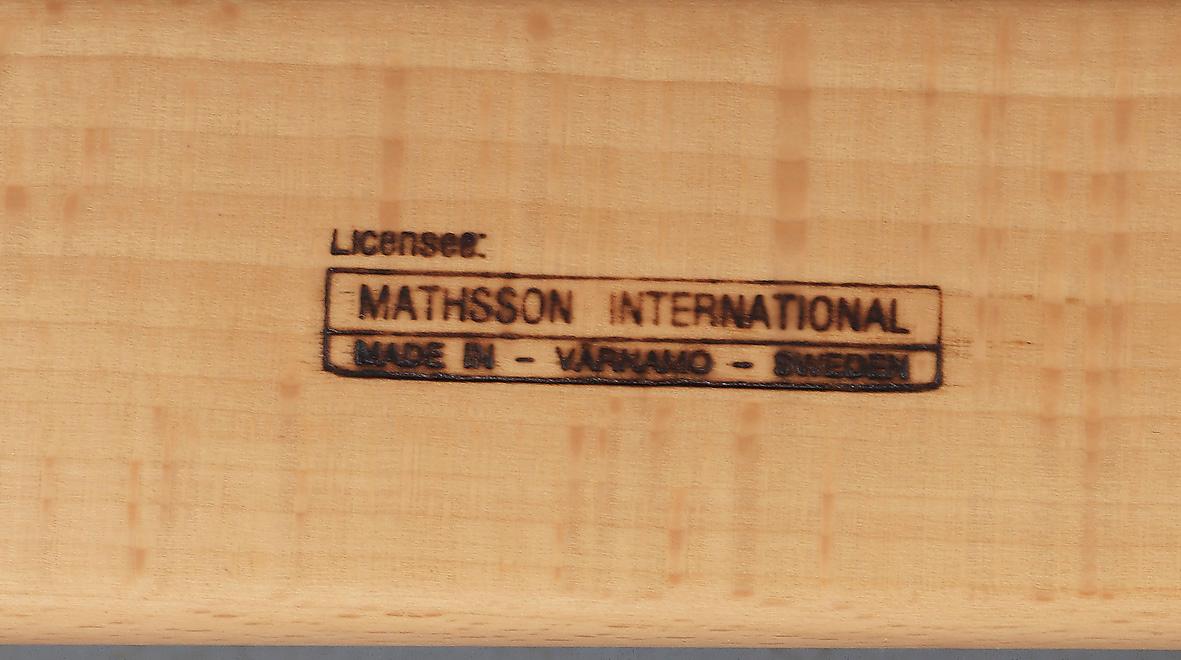 Licensee:
MATHSSON INTERNATIONAL
MADE IN - VÄRNAMO - SWEDEN